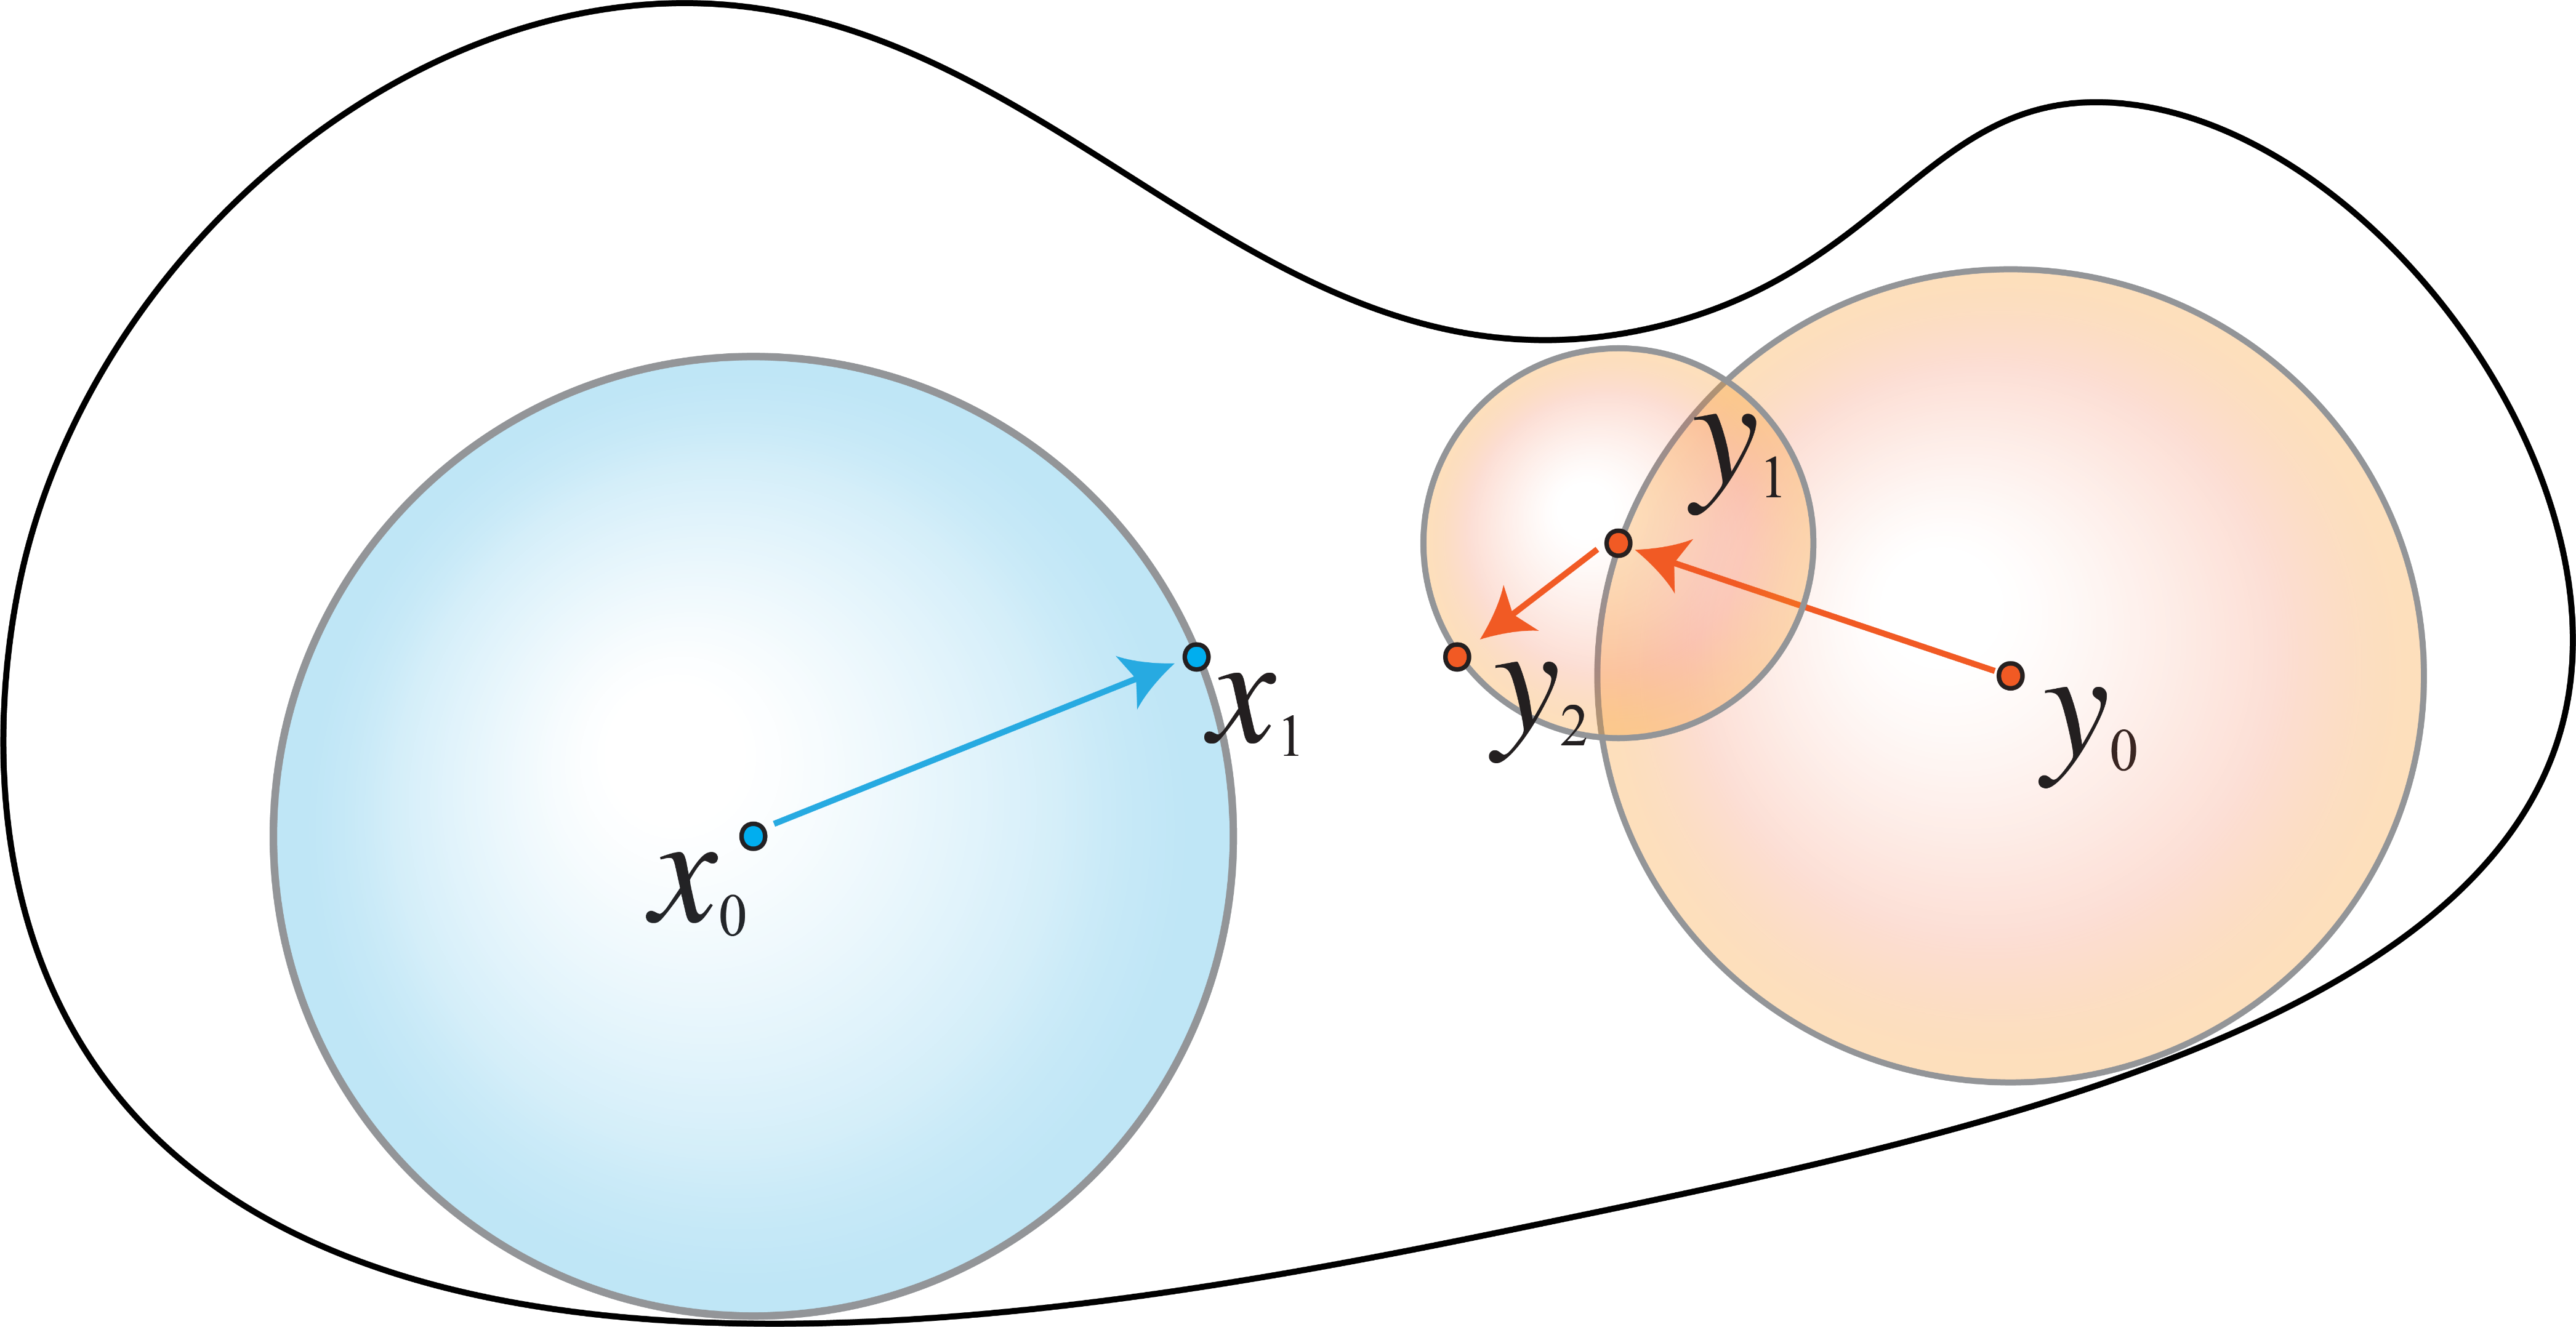 y₁
x₁
y₂
y₀
x₀